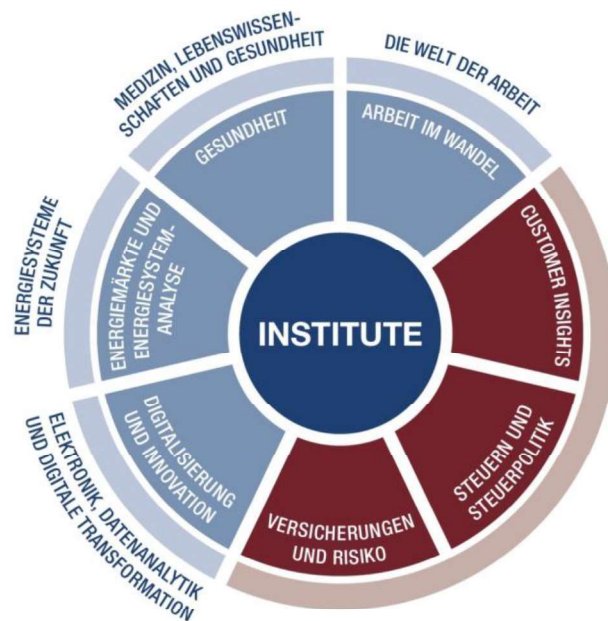 MEDIZIN, LEBENSWISSEN-
SCHAFTEN UND GESUNDHEIT
DIE WELT DER ARBEIT
GESUNDHEIT
ARBEIT IM WANDEL
ENERGIESYSTEME
DER ZUKUNFT
ENERGIEMÄRKTE UND
ENERGIESYSTEM-
ANALYSE
CUSTOMER INSIGHTS
INSTITUTE
DIGITALISIERUNG
UND INNOVATION
STEUERN UND
STEUERPOLITIK
VERSICHERUNGEN
UND RISIKO
ELEKTRONIK, DATENANALYTIK
UND DIGITALE TRANSFORMATION